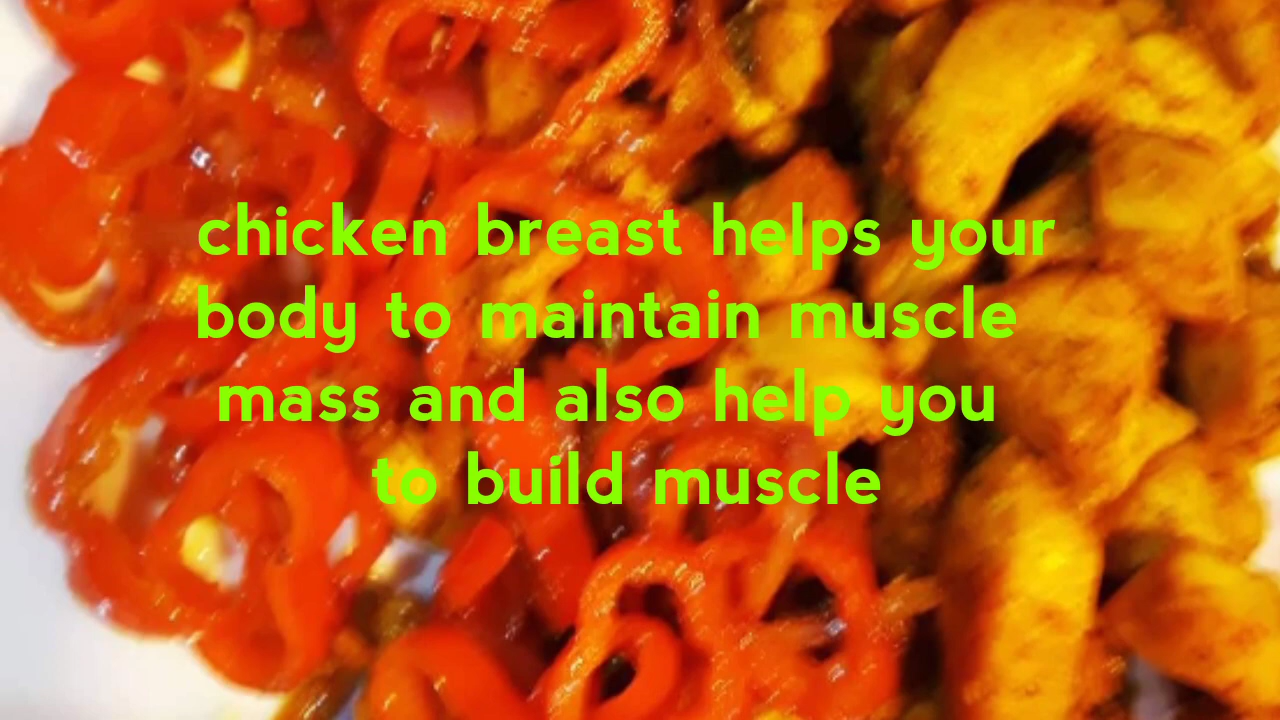 chicken breast helps your
body to maintain muscle
mass and also help you
to build muscle